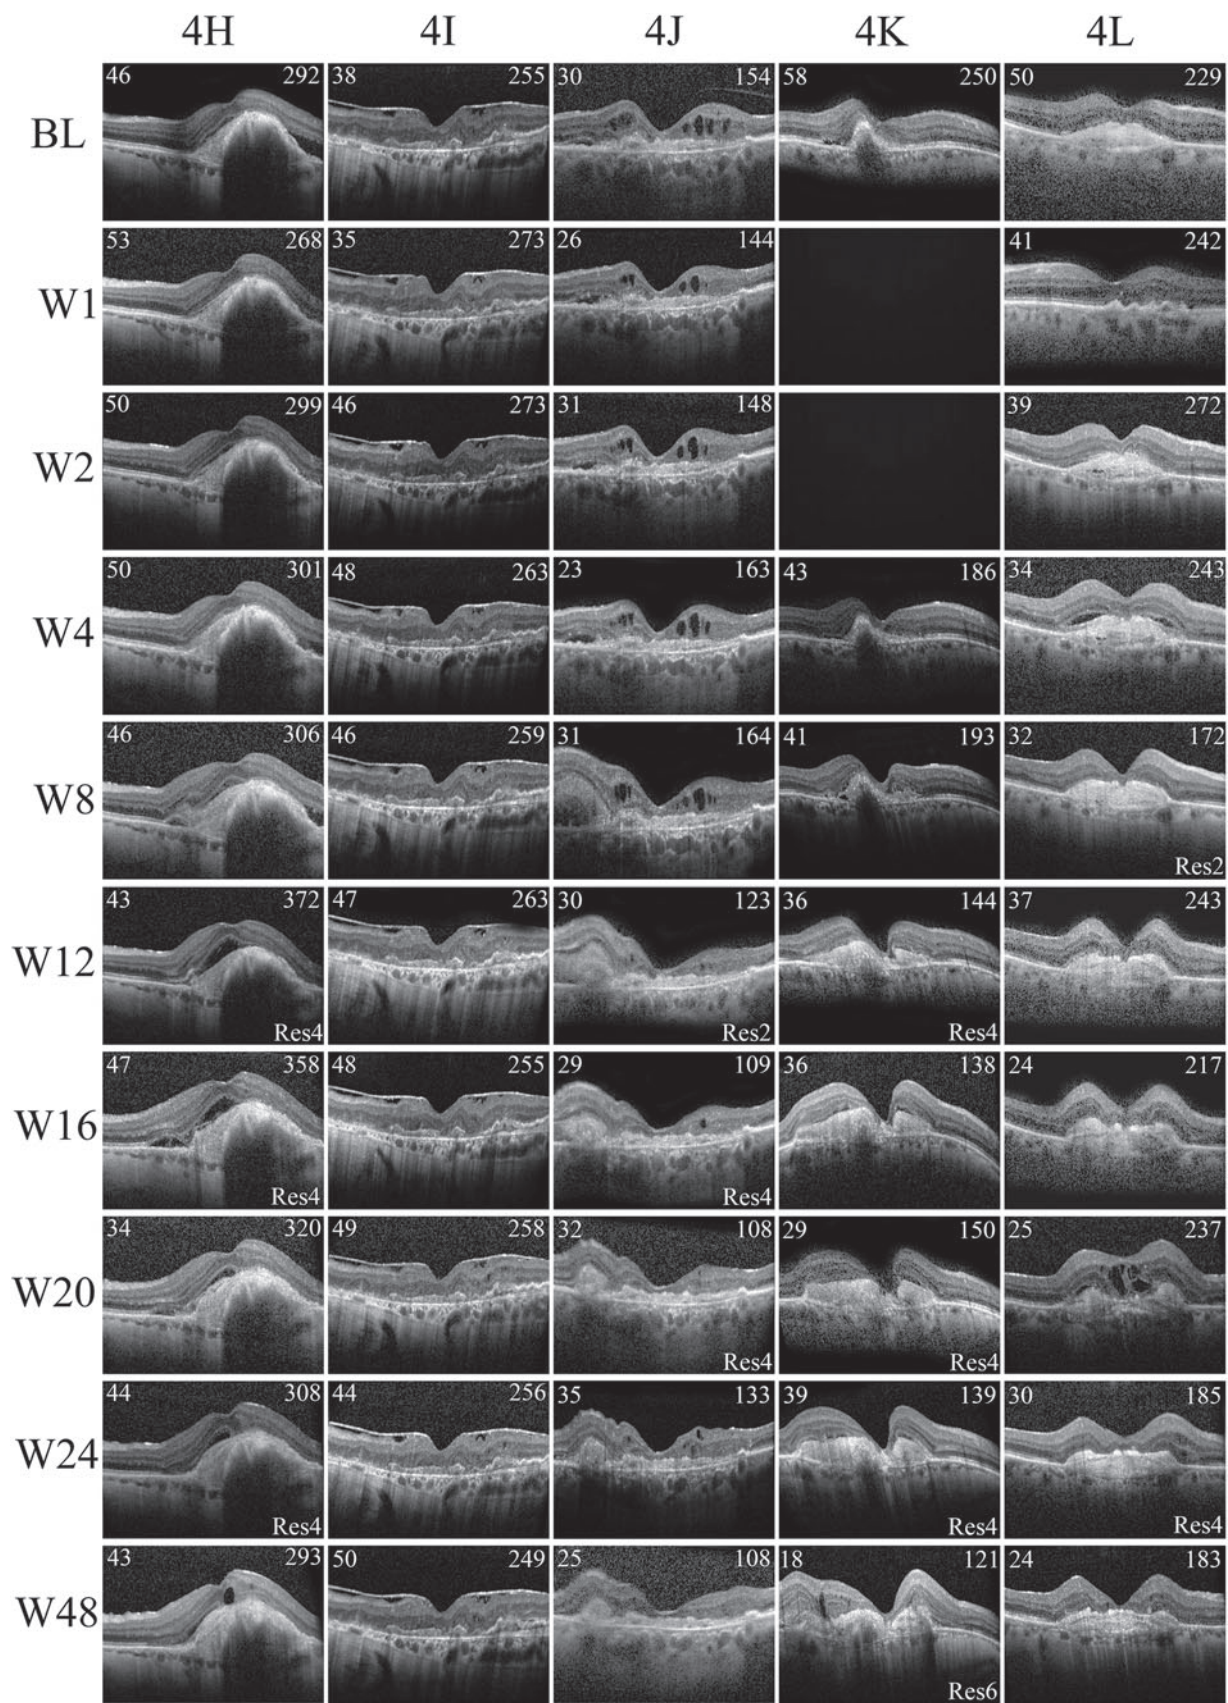 4H 4I 4J 4K 4L
BL 46 292 38 255 30 154 58 250 50 229
W1 53 268 35 273 26 144 41 242
W2 50 299 46 273 31 148 39 272
W4 50 301 48 263 23 163 43 186 34 243
W8 46 306 46 259 31 164 41 193 32 172
Res2
W12 43 372 47 263 30 123 36 144 37 243
Res4 Res2 Res4
W16 47 358 48 255 29 109 36 138 24 217
Res4 Res4
W20 34 320 49 258 32 108 29 150 25 237
Res4 Res4
W24 44 308 44 256 35 133 39 139 30 185
Res4 Res4 Res4
W48 43 293 50 249 25 108 18 121 24 183
Res6